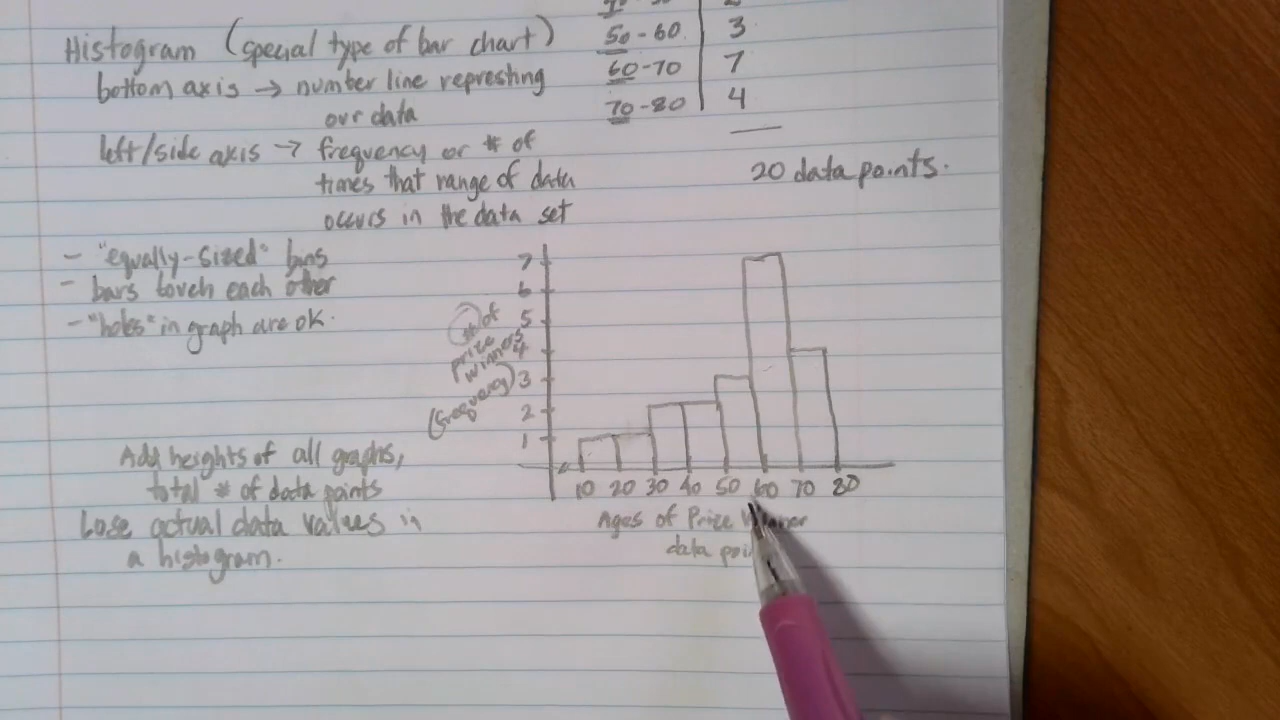 Histogram (special type of bar chart)
bottom axis → number line represting
our data
left/side axis → frequency or # of
times that range of data
occurs in the data set
- "equally-sized" bins
- bars touch each other
- "holes" in graph are ok.
Add heights of all graphs,
total # of data points
Lose actual data values in
a histogram.
50-60 3
60-70 7
70-80 4
20 data points.
7
6
5
4
3
2
1
# of
prize
winners
(frequency)
10 20 30 40 50 60 70 80
Ages of Prize
data